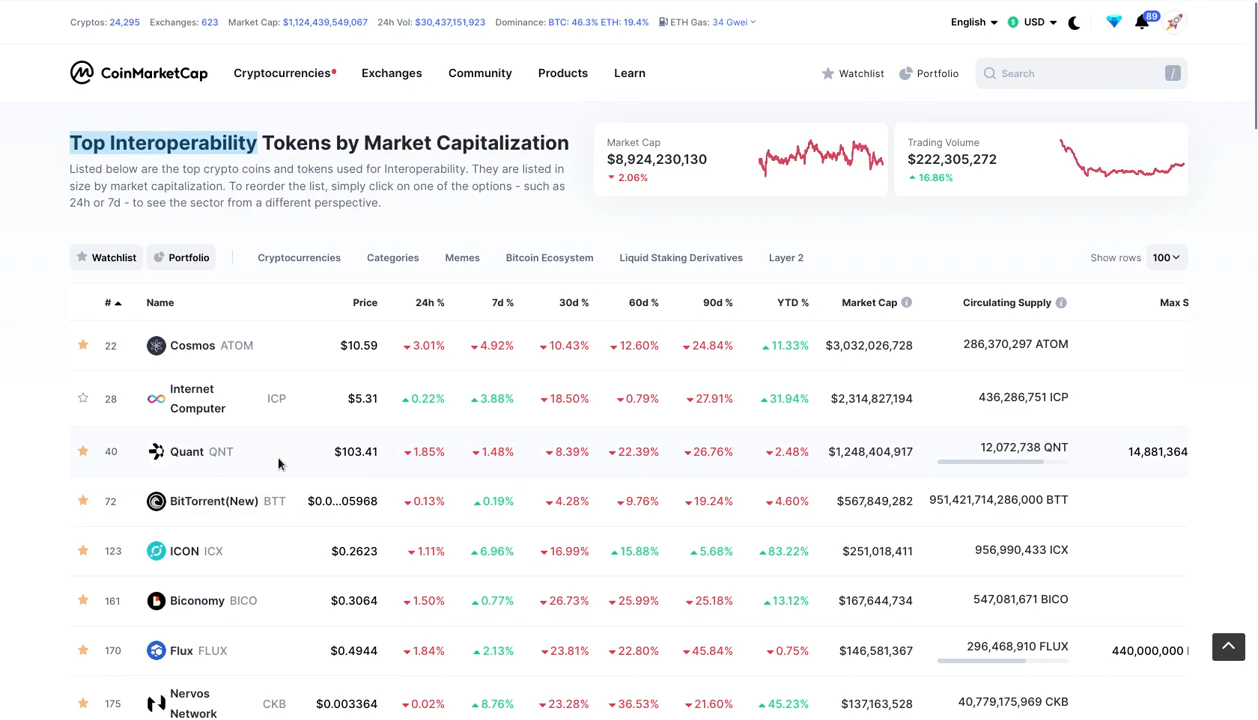 Cryptos: 24,295 Exchanges: 623 Market Cap: $1,124,439,549,067 24h Vol: $30,437,151,923 Dominance: BTC: 46.3% ETH: 19.4% ETH Gas: 34 Gwei English USD 89
CoinMarketCap Cryptocurrencies Exchanges Community Products Learn Watchlist Portfolio Search /
Top Interoperability Tokens by Market Capitalization
Listed below are the top crypto coins and tokens used for Interoperability. They are listed in
size by market capitalization. To reorder the list, simply click on one of the options - such as
24h or 7d - to see the sector from a different perspective.
Market Cap
$8,924,230,130
2.06%
Trading Volume
$222,305,272
16.86%
Watchlist Portfolio Cryptocurrencies Categories Memes Bitcoin Ecosystem Liquid Staking Derivatives Layer 2 Show rows 100
# Name Price 24h % 7d % 30d % 60d % 90d % YTD % Market Cap Circulating Supply Max S
22 Cosmos ATOM $10.59 3.01% 4.92% 10.43% 12.60% 24.84% 11.33% $3,032,026,728 286,370,297 ATOM
28 Internet Computer ICP $5.31 0.22% 3.88% 18.50% 0.79% 27.91% 31.94% $2,314,827,194 436,286,751 ICP
40 Quant QNT $103.41 1.85% 1.48% 8.39% 22.39% 26.76% 2.48% $1,248,404,917 12,072,738 QNT 14,881,364
72 BitTorrent(New) BTT $0.0...05968 0.13% 0.19% 4.28% 9.76% 19.24% 4.60% $567,849,282 951,421,714,286,000 BTT
123 ICON ICX $0.2623 1.11% 6.96% 16.99% 15.88% 5.68% 83.22% $251,018,411 956,990,433 ICX
161 Biconomy BICO $0.3064 1.50% 0.77% 26.73% 25.99% 25.18% 13.12% $167,644,734 547,081,671 BICO
170 Flux FLUX $0.4944 1.84% 2.13% 23.81% 22.80% 45.84% 0.75% $146,581,367 296,468,910 FLUX 440,000,000
175 Nervos Network CKB $0.003364 0.02% 8.76% 23.28% 36.53% 21.60% 45.23% $137,163,528 40,779,175,969 CKB